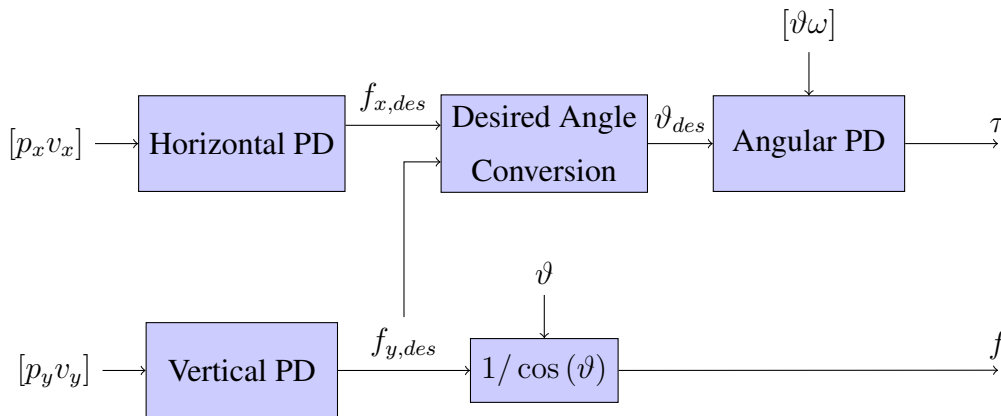 [ϑω]
f_{x,des}
Desired Angle
Conversion
ϑ_{des}
τ
[p_x v_x]
Horizontal PD
Angular PD
ϑ
f_{y,des}
f
[p_y v_y]
Vertical PD
1/ cos (ϑ)